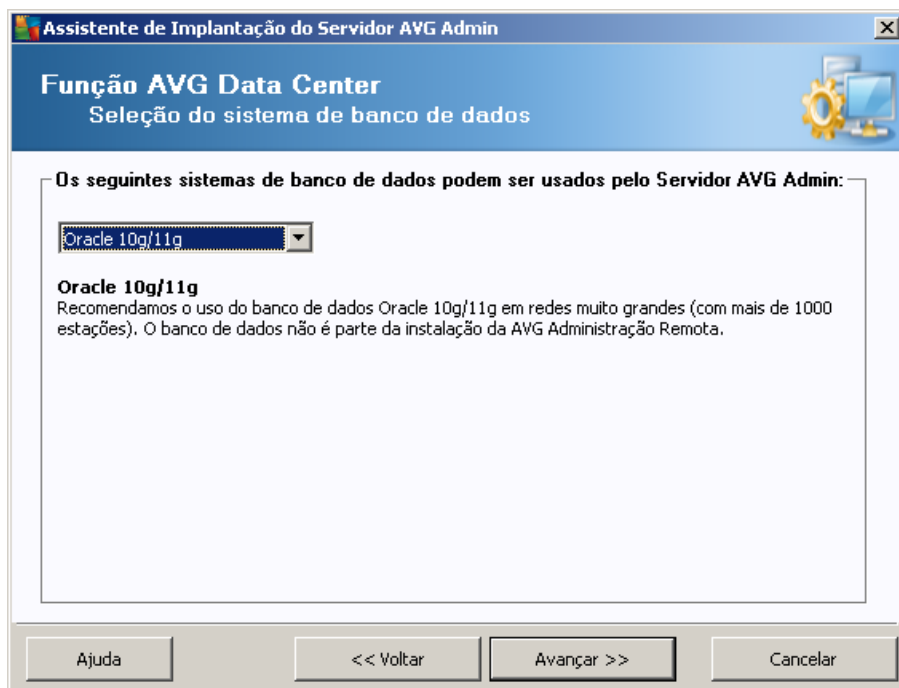 Assistente de Implantação do Servidor AVG Admin
Função AVG Data Center
Seleção do sistema de banco de dados
Os seguintes sistemas de banco de dados podem ser usados pelo Servidor AVG Admin:
Oracle 10g/11g
Oracle 10g/11g
Recomendamos o uso do banco de dados Oracle 10g/11g em redes muito grandes (com mais de 1000
estações). O banco de dados não é parte da instalação da AVG Administração Remota.
Ajuda
<< Voltar
Avançar >>
Cancelar